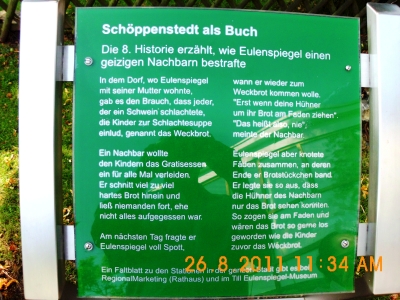 Schöppenstedt als Buch
Die 8. Historie erzählt, wie Eulenspiegel einen
geizigen Nachbarn bestrafte
In dem Dorf, wo Eulenspiegel
mit seiner Mutter wohnte,
gab es den Brauch, dass jeder,
der ein Schwein schlachtete,
die Kinder zur Schlachtesuppe
einlud, genannt das Weckbrot.
Ein Nachbar wollte
den Kindern das Gratisessen
ein für alle Mal verleiden.
Er schnitt viel zu viel
hartes Brot hinein und
ließ niemanden fort, ehe
nicht alles aufgegessen war.
Am nächsten Tag fragte er
Eulenspiegel voll Spott,
wann er wieder zum
Weckbrot kommen wolle.
"Erst wenn deine Hühner
um ihr Brot am Faden ziehen".
"Das heißt also, nie",
meinte der Nachbar.
Eulenspiegel aber knotete
Fäden zusammen, an deren
Ende er Brotstückchen band.
Er legte sie so aus, dass
die Hühner des Nachbarn
nur das Brot sehen konnten.
So zogen sie am Faden und
wären das Brot so gerne los
geworden wie die Kinder
zuvor das Weckbrot.
Ein Faltblatt zu den Stationen in der ganzen Stadt gibt es bei
RegionalMarketing (Rathaus) und im Till Eulenspiegel-Museum.
26 8 2011 11:34 AM